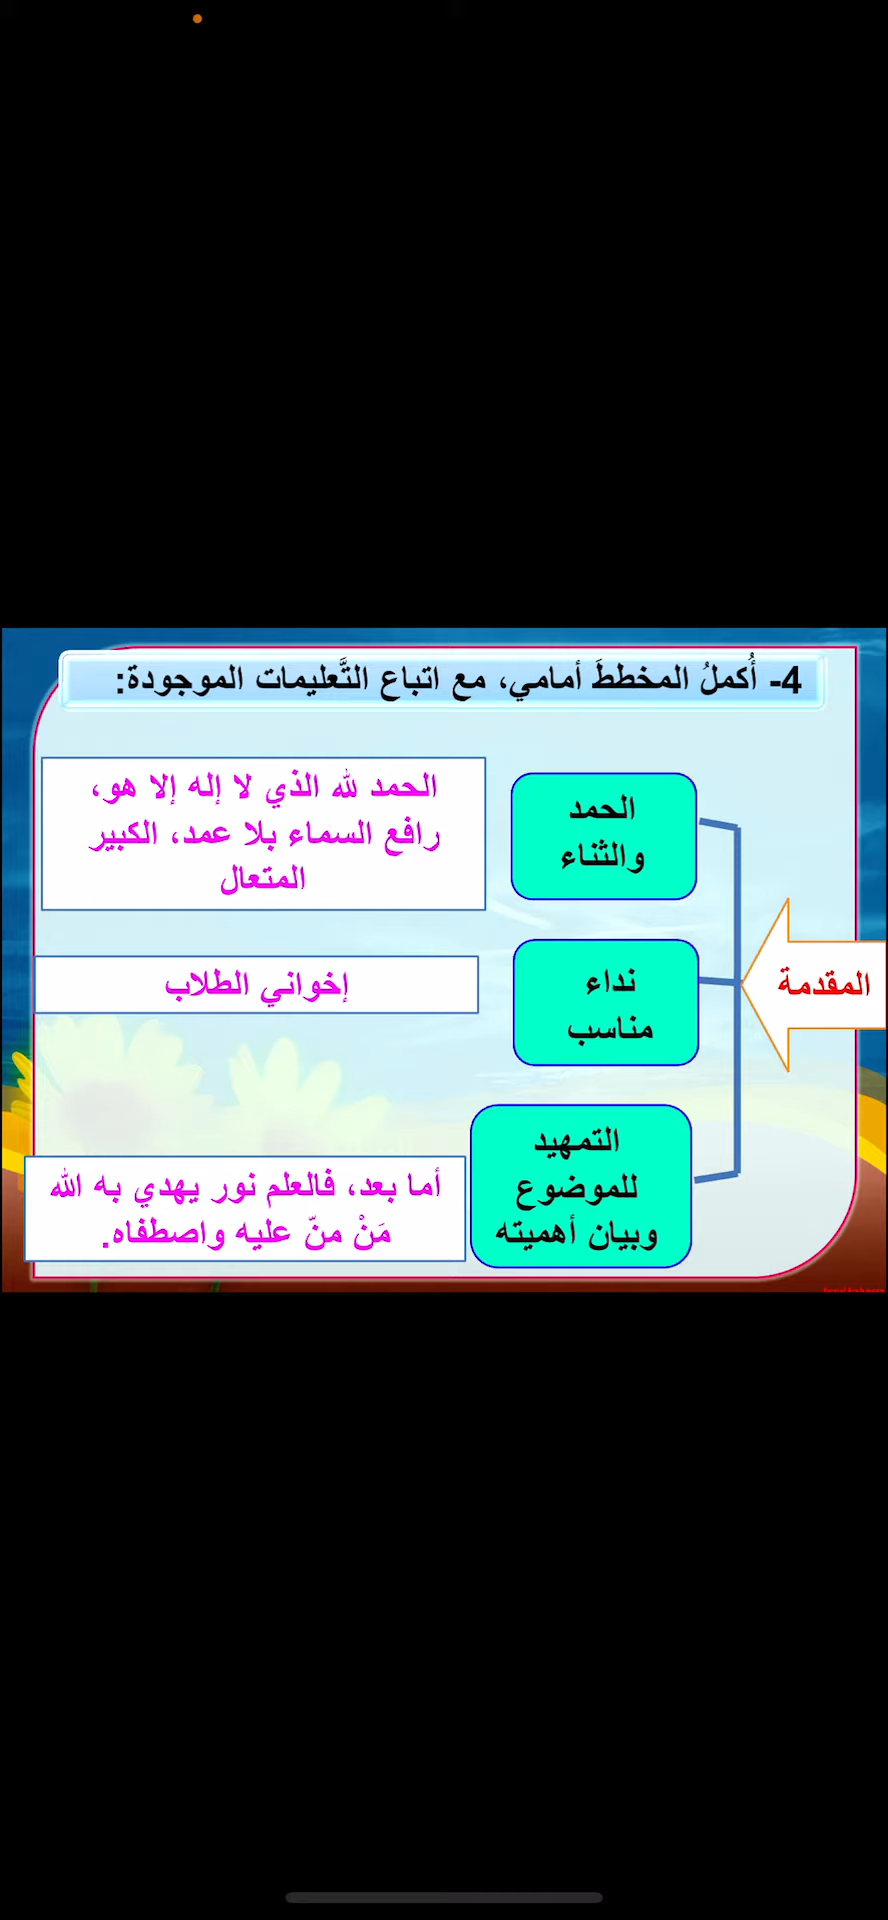 4- أُكملُ المخططَ أمامي، مع اتباع التَّعليمات الموجودة:
المقدمة
الحمد
والثناء
الحمد لله الذي لا إله إلا هو،
رافع السماء بلا عمد، الكبير
المتعال
نداء
مناسب
إخواني الطلاب
التمهيد
للموضوع
وبيان أهميته
أما بعد، فالعلم نور يهدي به الله
مَنْ منّ عليه واصطفاه.